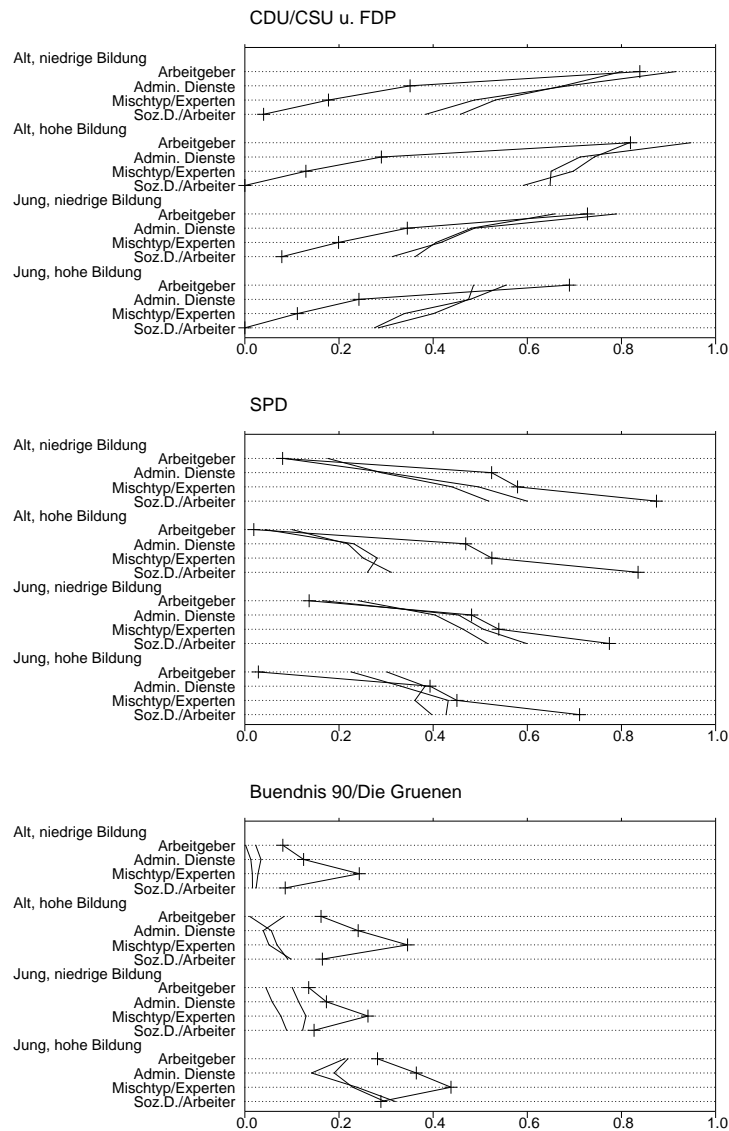 CDU/CSU u. FDP
Alt, niedrige Bildung
Arbeitgeber
Admin. Dienste
Mischtyp/Experten
Soz.D./Arbeiter
Alt, hohe Bildung
Arbeitgeber
Admin. Dienste
Mischtyp/Experten
Soz.D./Arbeiter
Jung, niedrige Bildung
Arbeitgeber
Admin. Dienste
Mischtyp/Experten
Soz.D./Arbeiter
Jung, hohe Bildung
Arbeitgeber
Admin. Dienste
Mischtyp/Experten
Soz.D./Arbeiter
0.0 0.2 0.4 0.6 0.8 1.0
SPD
Alt, niedrige Bildung
Arbeitgeber
Admin. Dienste
Mischtyp/Experten
Soz.D./Arbeiter
Alt, hohe Bildung
Arbeitgeber
Admin. Dienste
Mischtyp/Experten
Soz.D./Arbeiter
Jung, niedrige Bildung
Arbeitgeber
Admin. Dienste
Mischtyp/Experten
Soz.D./Arbeiter
Jung, hohe Bildung
Arbeitgeber
Admin. Dienste
Mischtyp/Experten
Soz.D./Arbeiter
0.0 0.2 0.4 0.6 0.8 1.0
Buendnis 90/Die Gruenen
Alt, niedrige Bildung
Arbeitgeber
Admin. Dienste
Mischtyp/Experten
Soz.D./Arbeiter
Alt, hohe Bildung
Arbeitgeber
Admin. Dienste
Mischtyp/Experten
Soz.D./Arbeiter
Jung, niedrige Bildung
Arbeitgeber
Admin. Dienste
Mischtyp/Experten
Soz.D./Arbeiter
Jung, hohe Bildung
Arbeitgeber
Admin. Dienste
Mischtyp/Experten
Soz.D./Arbeiter
0.0 0.2 0.4 0.6 0.8 1.0